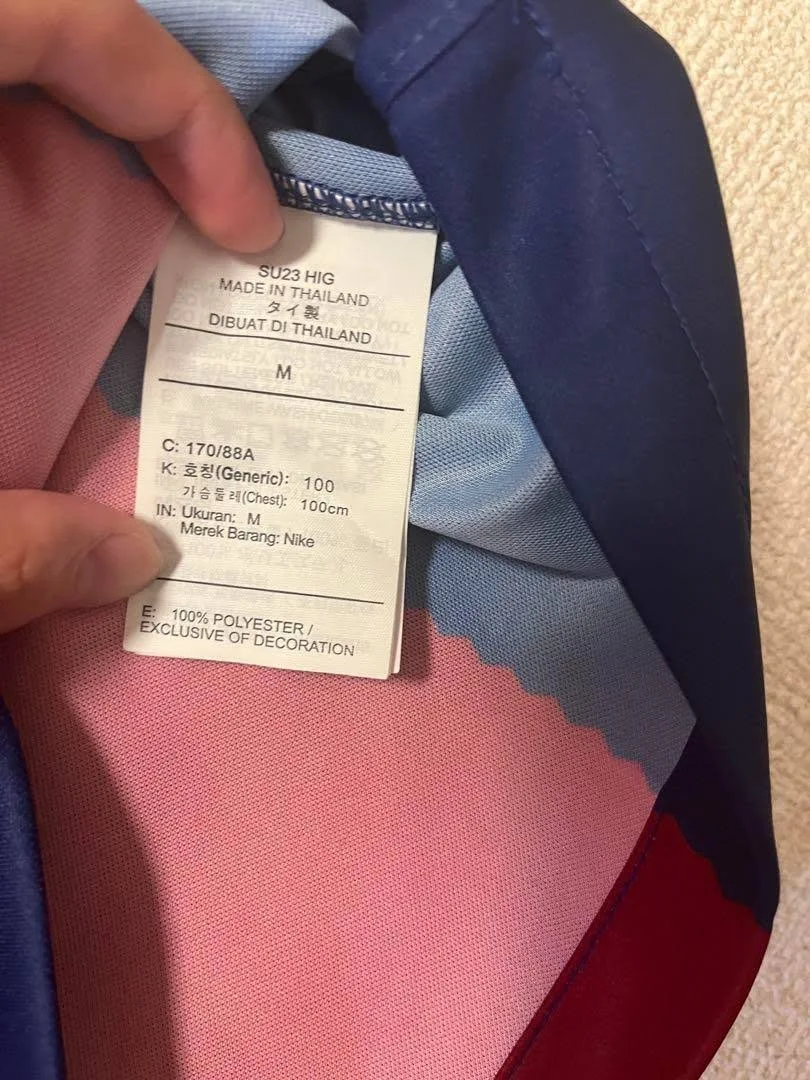 SU23 HIG
MADE IN THAILAND
タイ製
DIBUAT DI THAILAND
M
C: 170/88A
K: 호칭(Generic): 100
가슴둘레(Chest): 100cm
IN: Ukuran: M
Merek Barang: Nike
E: 100% POLYESTER /
EXCLUSIVE OF DECORATION